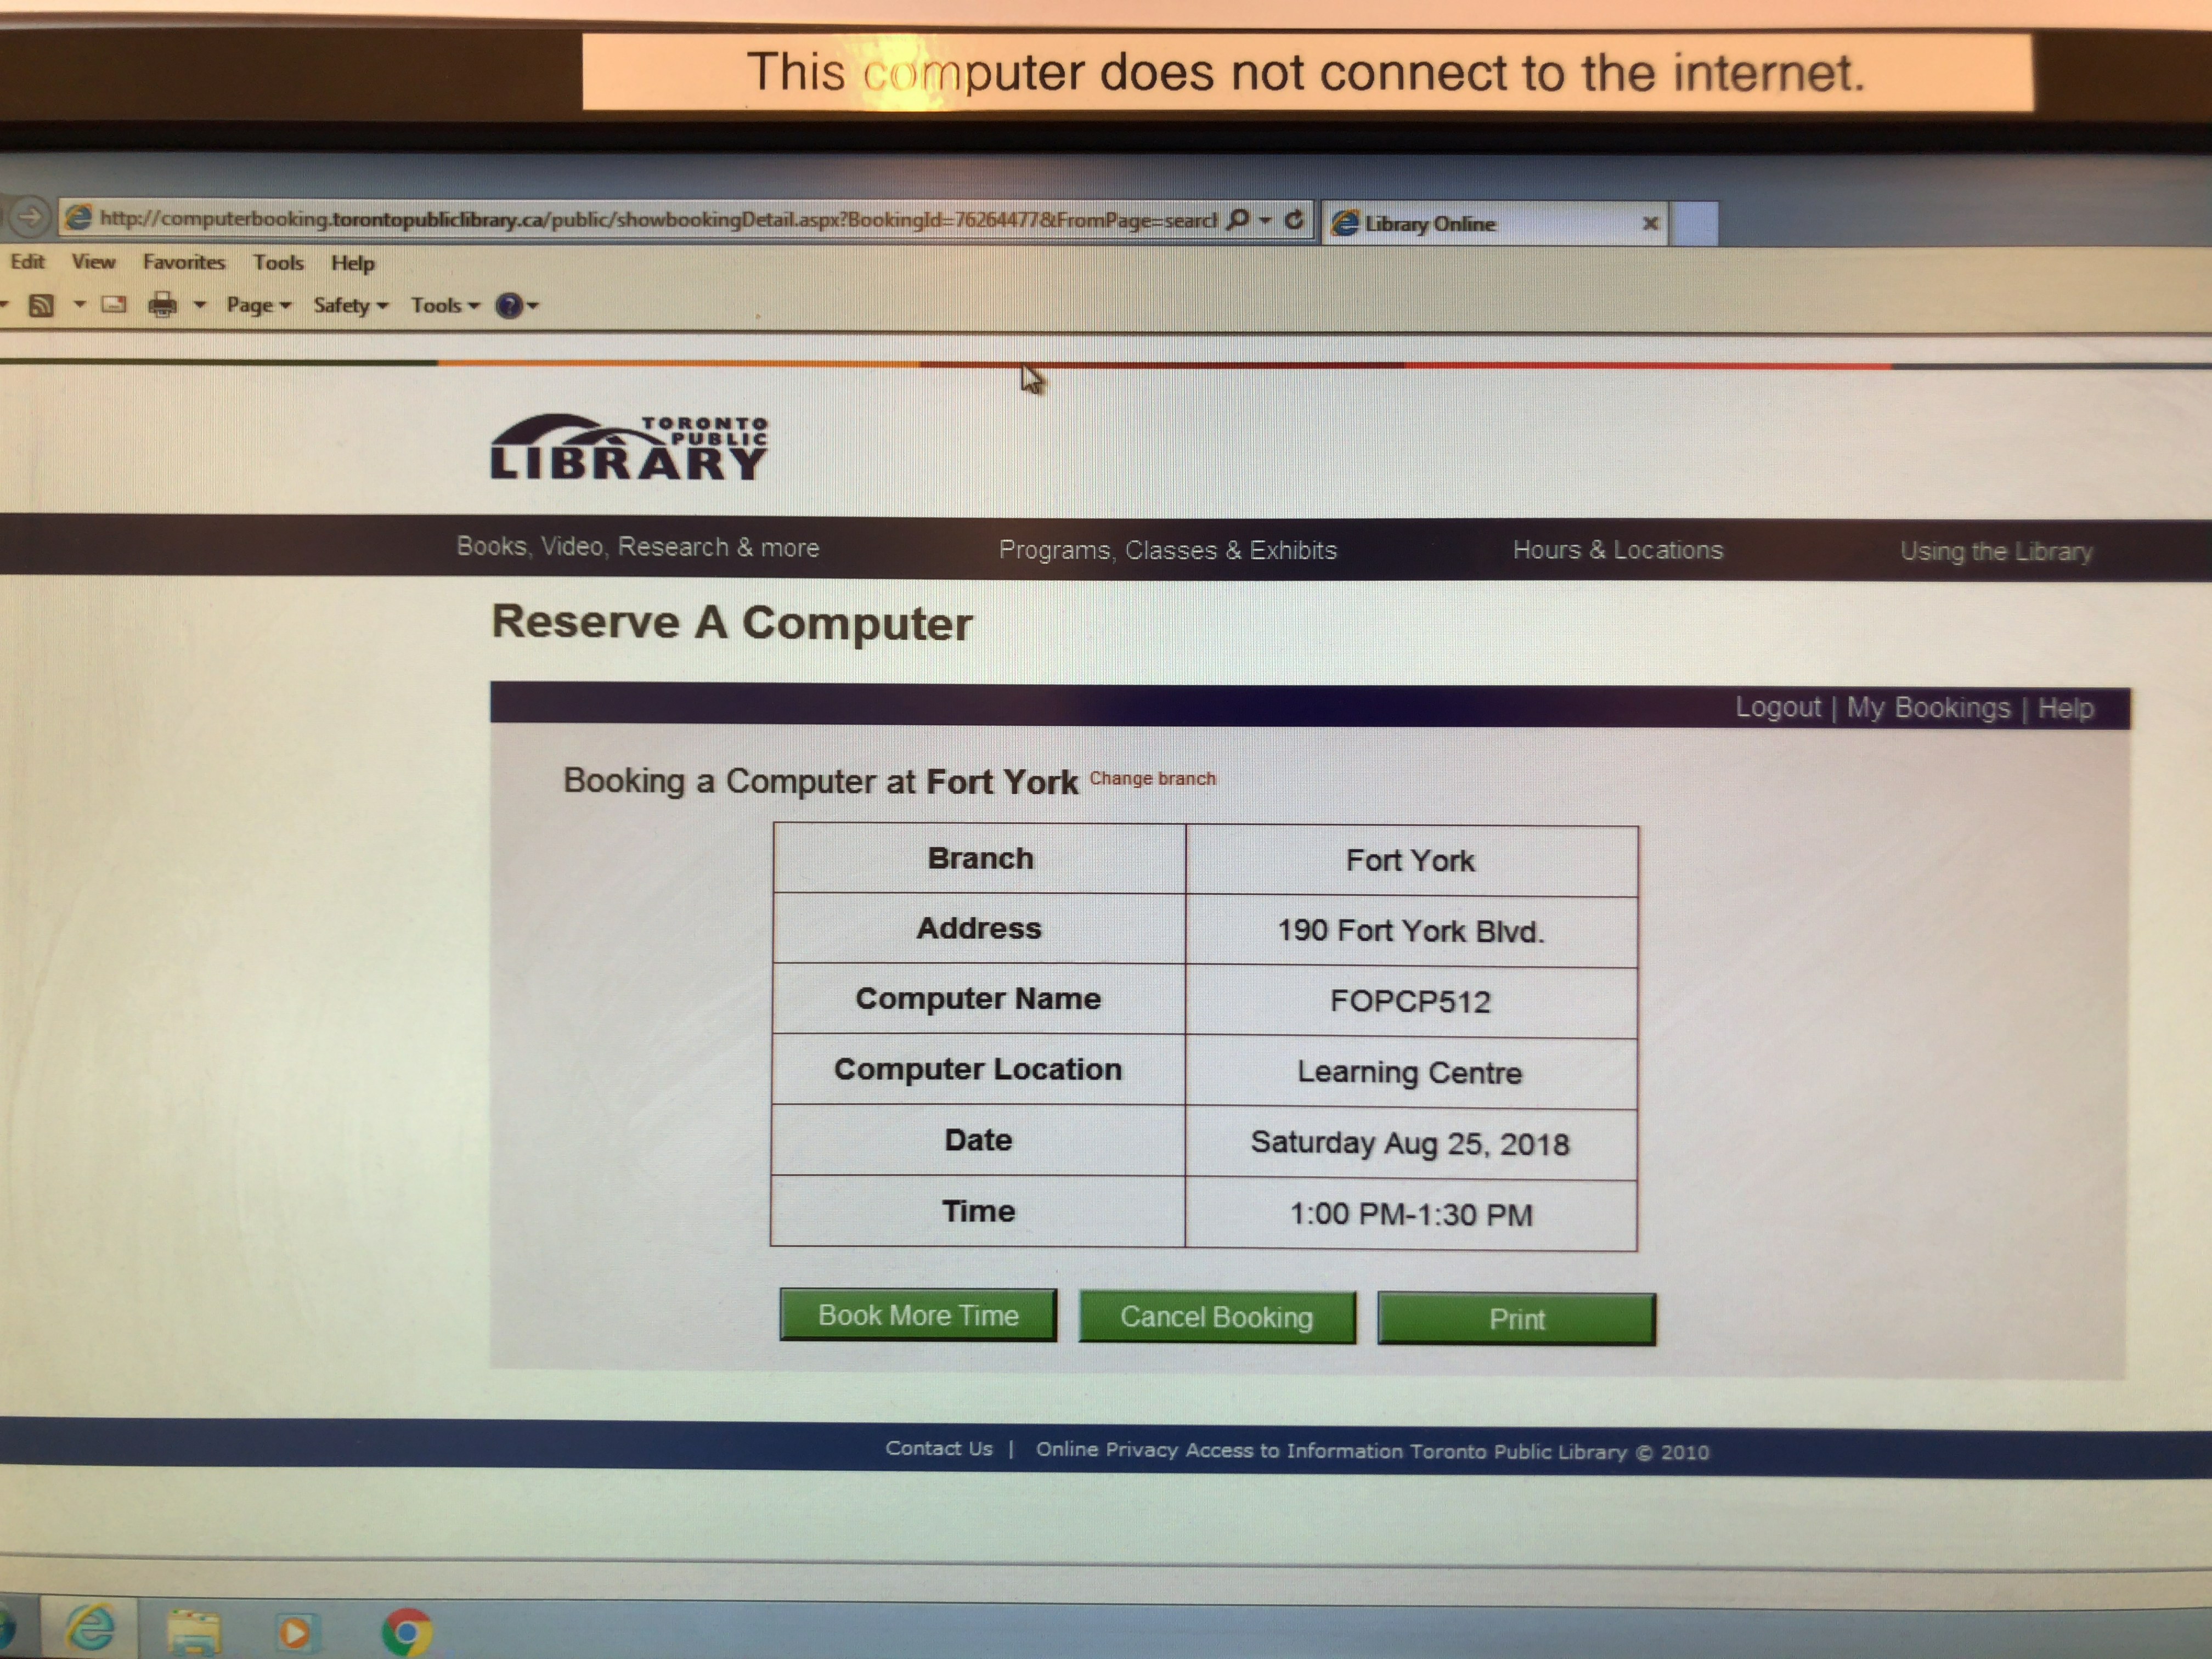 This computer does not connect to the internet.
http://computerbooking.torontopubliclibrary.ca/public/showbookingDetail.aspx?BookingId=76264477&FromPage=searcl
Library Online
Edit View Favorites Tools Help
Page Safety Tools
TORONTO
PUBLIC
LIBRARY
Books, Video, Research & more Programs, Classes & Exhibits Hours & Locations Using the Library
Reserve A Computer
Logout | My Bookings | Help
Booking a Computer at Fort York Change branch
Branch Fort York
Address 190 Fort York Blvd.
Computer Name FOPCP512
Computer Location Learning Centre
Date Saturday Aug 25, 2018
Time 1:00 PM-1:30 PM
Book More Time Cancel Booking Print
Contact Us | Online Privacy Access to Information Toronto Public Library © 2010